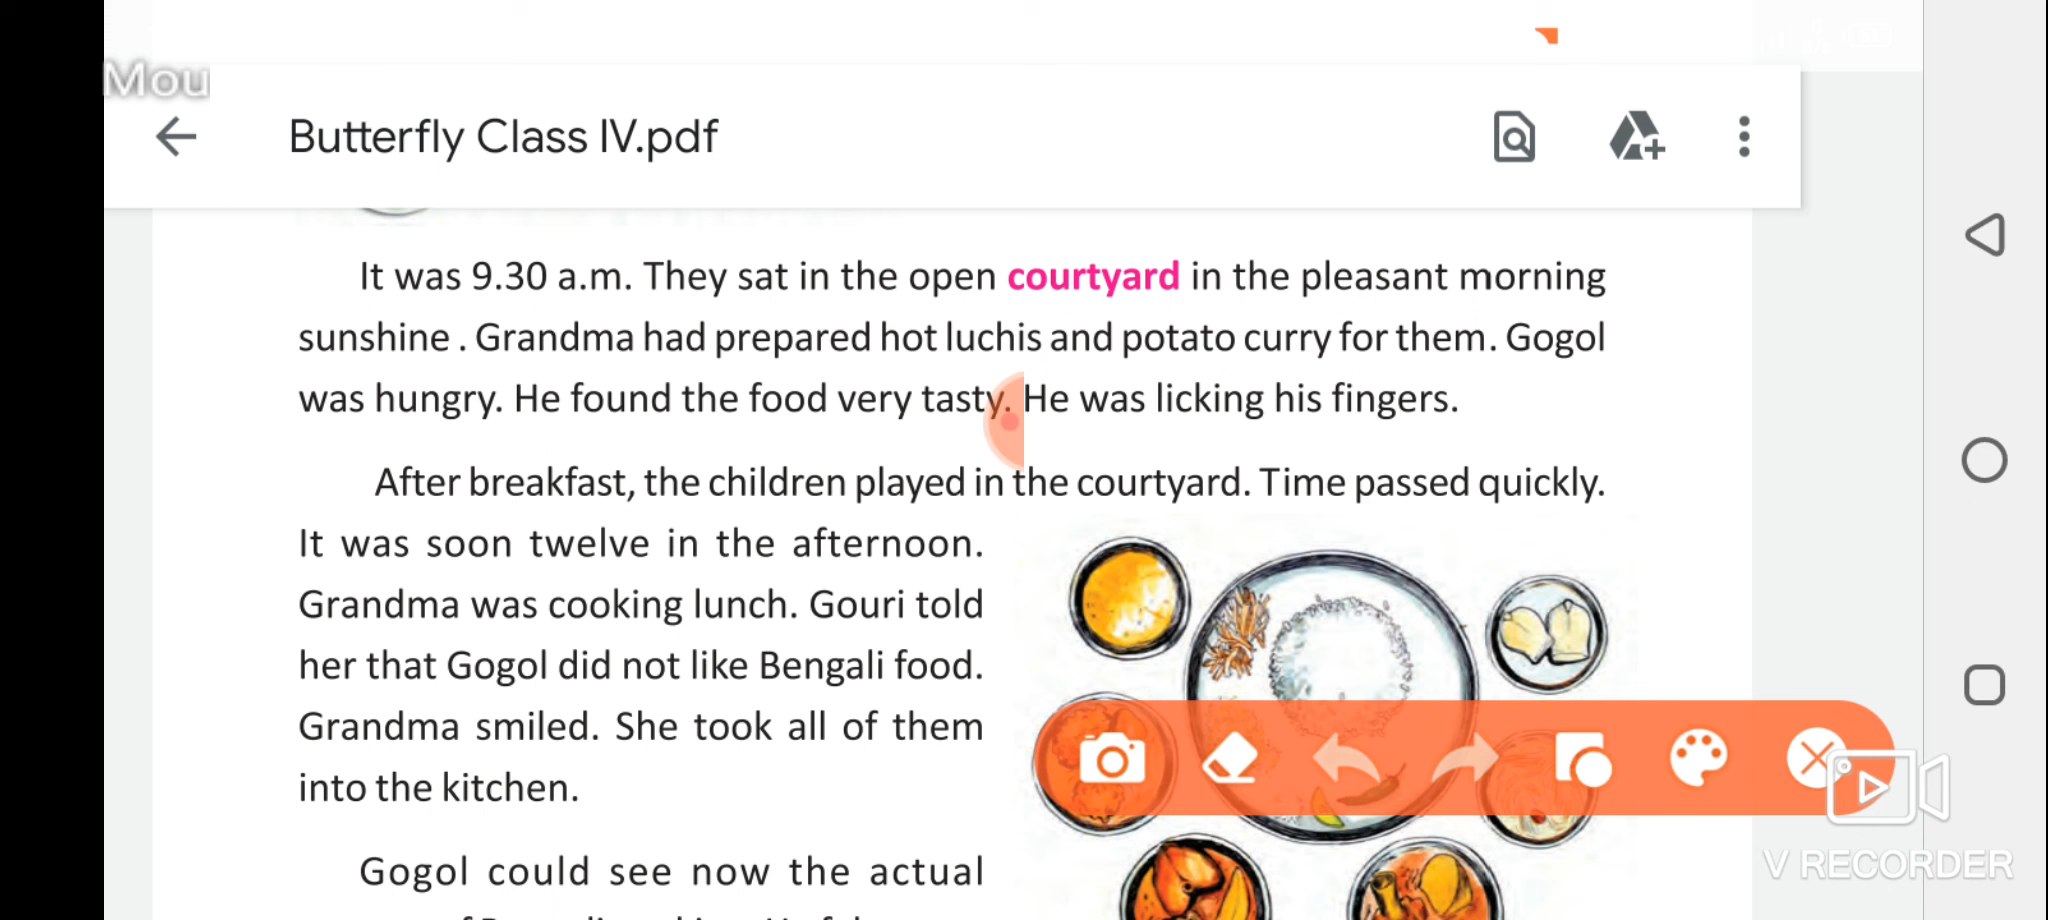 Mou
Butterfly Class IV.pdf
It was 9.30 a.m. They sat in the open courtyard in the pleasant morning
sunshine . Grandma had prepared hot luchis and potato curry for them. Gogol
was hungry. He found the food very tasty. He was licking his fingers.
After breakfast, the children played in the courtyard. Time passed quickly.
It was soon twelve in the afternoon.
Grandma was cooking lunch. Gouri told
her that Gogol did not like Bengali food.
Grandma smiled. She took all of them
into the kitchen.
Gogol could see now the actual
V RECORDER